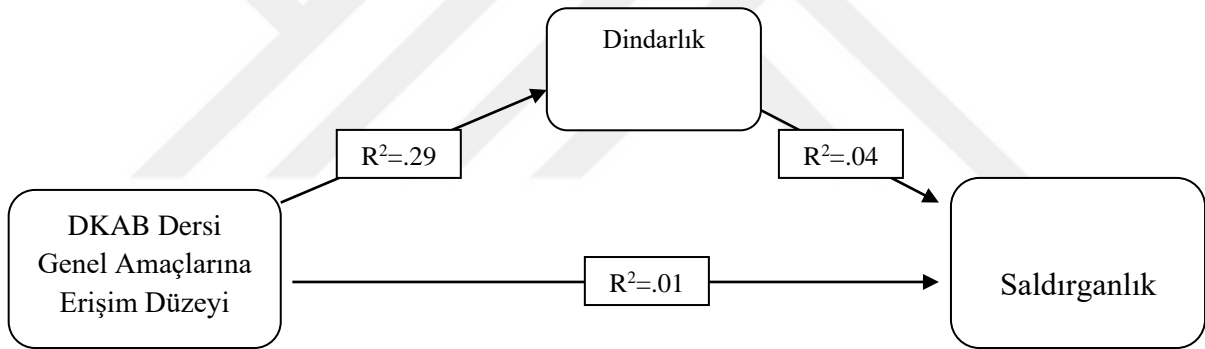 Dindarlık
R²=.29
R²=.04
DKAB Dersi
Genel Amaçlarına
Erişim Düzeyi
R²=.01
Saldırganlık